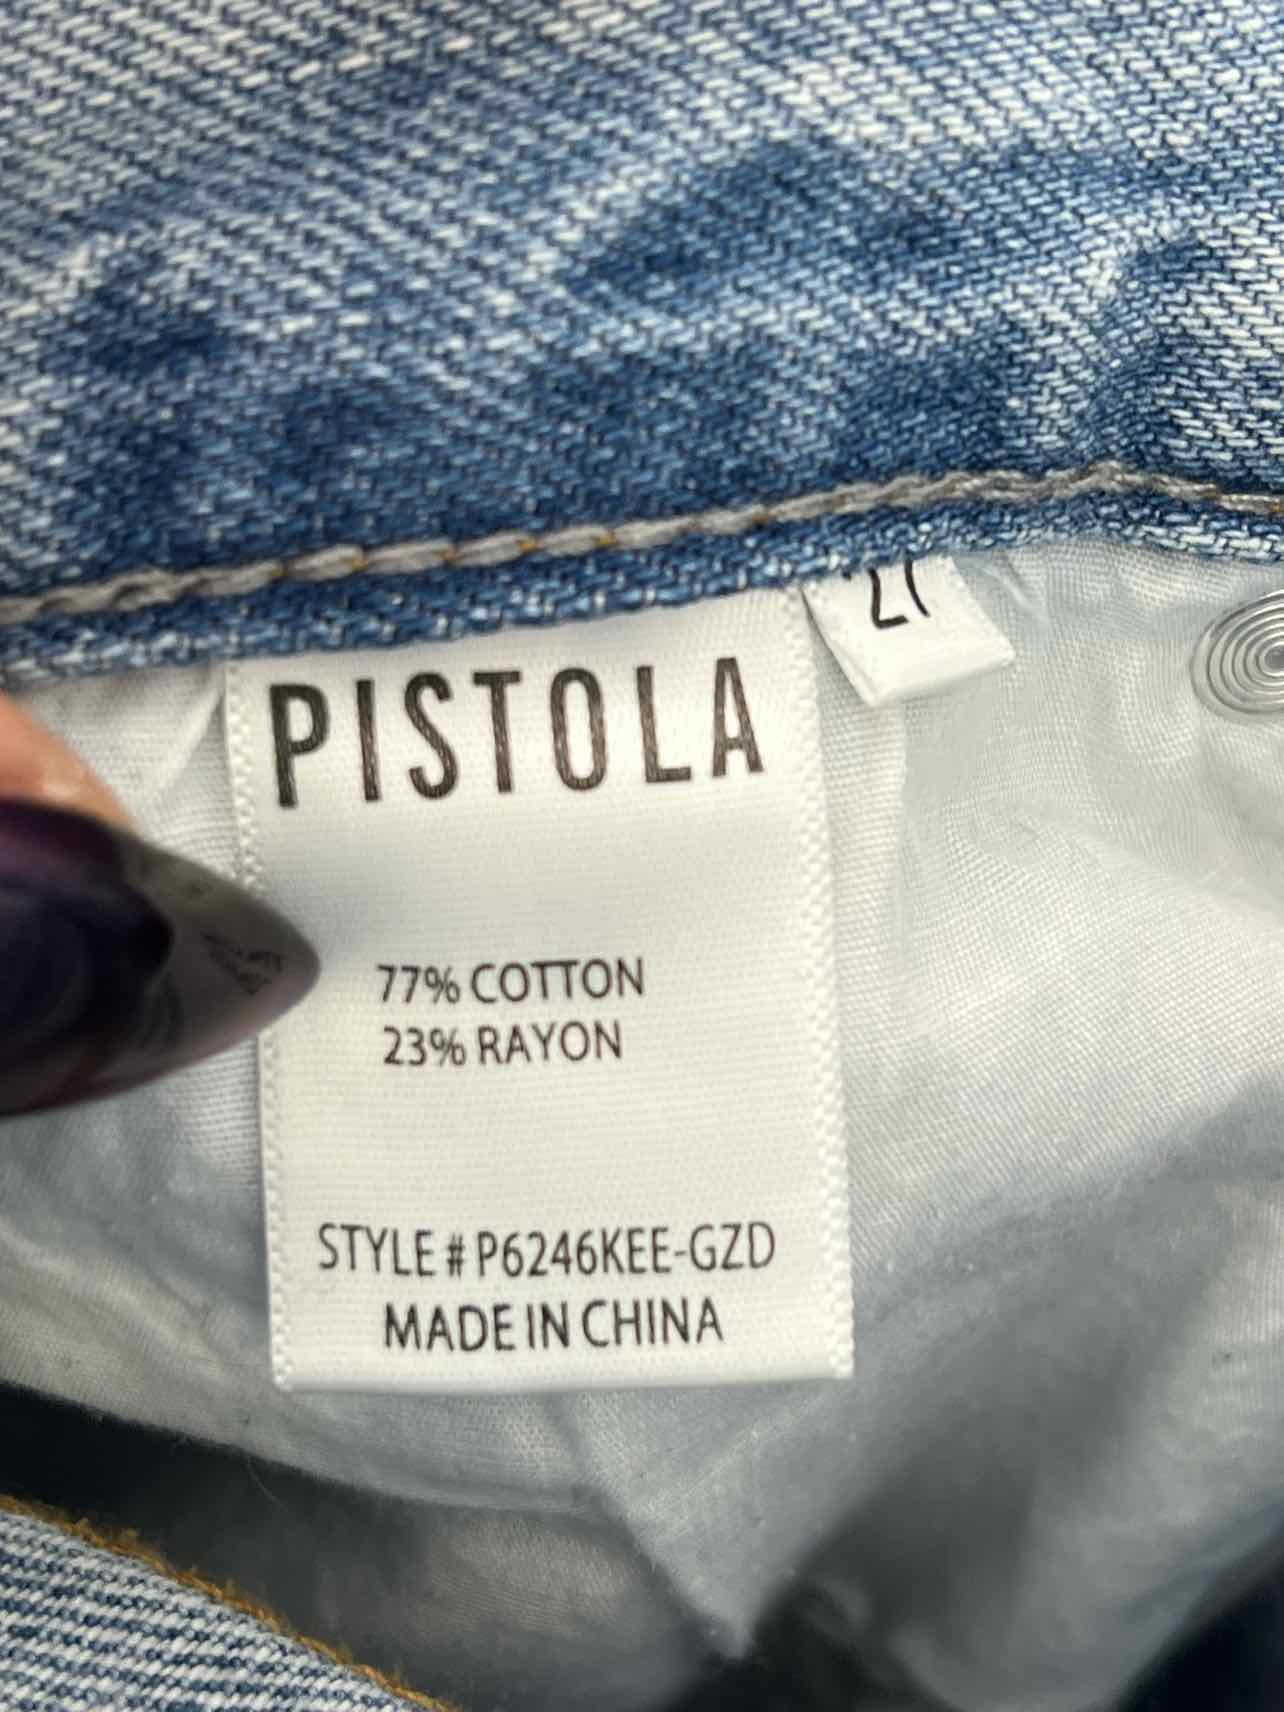 PISTOLA
27
77% COTTON
23% RAYON
STYLE # P6246KEE-GZD
MADE IN CHINA